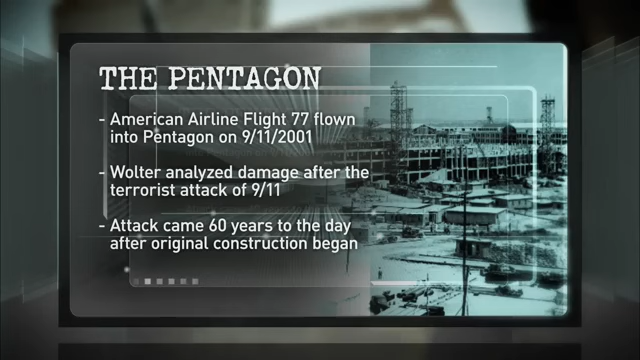 THE PENTAGON
- American Airline Flight 77 flown
into Pentagon on 9/11/2001
- Wolter analyzed damage after the
terrorist attack of 9/11
- Attack came 60 years to the day
after original construction began